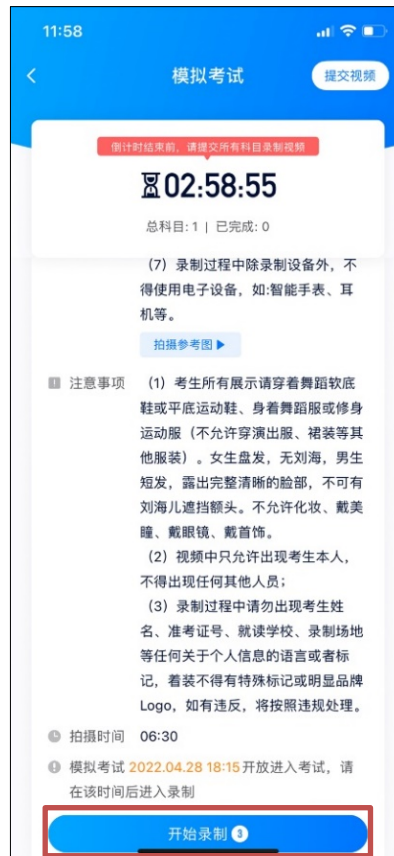 11:58
模拟考试
提交视频
倒计时结束前，请提交所有科目录制视频
02:58:55
总科目: 1 | 已完成: 0
（7）录制过程中除录制设备外，不
得使用电子设备，如:智能手表、耳
机等。
拍摄参考图
注意事项 （1）考生所有展示请穿着舞蹈软底
鞋或平底运动鞋、身着舞蹈服或修身
运动服（不允许穿演出服、裙装等其
他服装）。女生盘发，无刘海，男生
短发，露出完整清晰的脸部，不可有
刘海儿遮挡额头。不允许化妆、戴美
瞳、戴眼镜、戴首饰。
（2）视频中只允许出现考生本人，
不得出现任何其他人员；
（3）录制过程中请勿出现考生姓
名、准考证号、就读学校、录制场地
等任何关于个人信息的语言或者标
记，着装不得有特殊标记或明显品牌
Logo，如有违反，将按照违规处理。
拍摄时间 06:30
模拟考试 2022.04.28 18:15 开放进入考试，请
在该时间后进入录制
开始录制 3